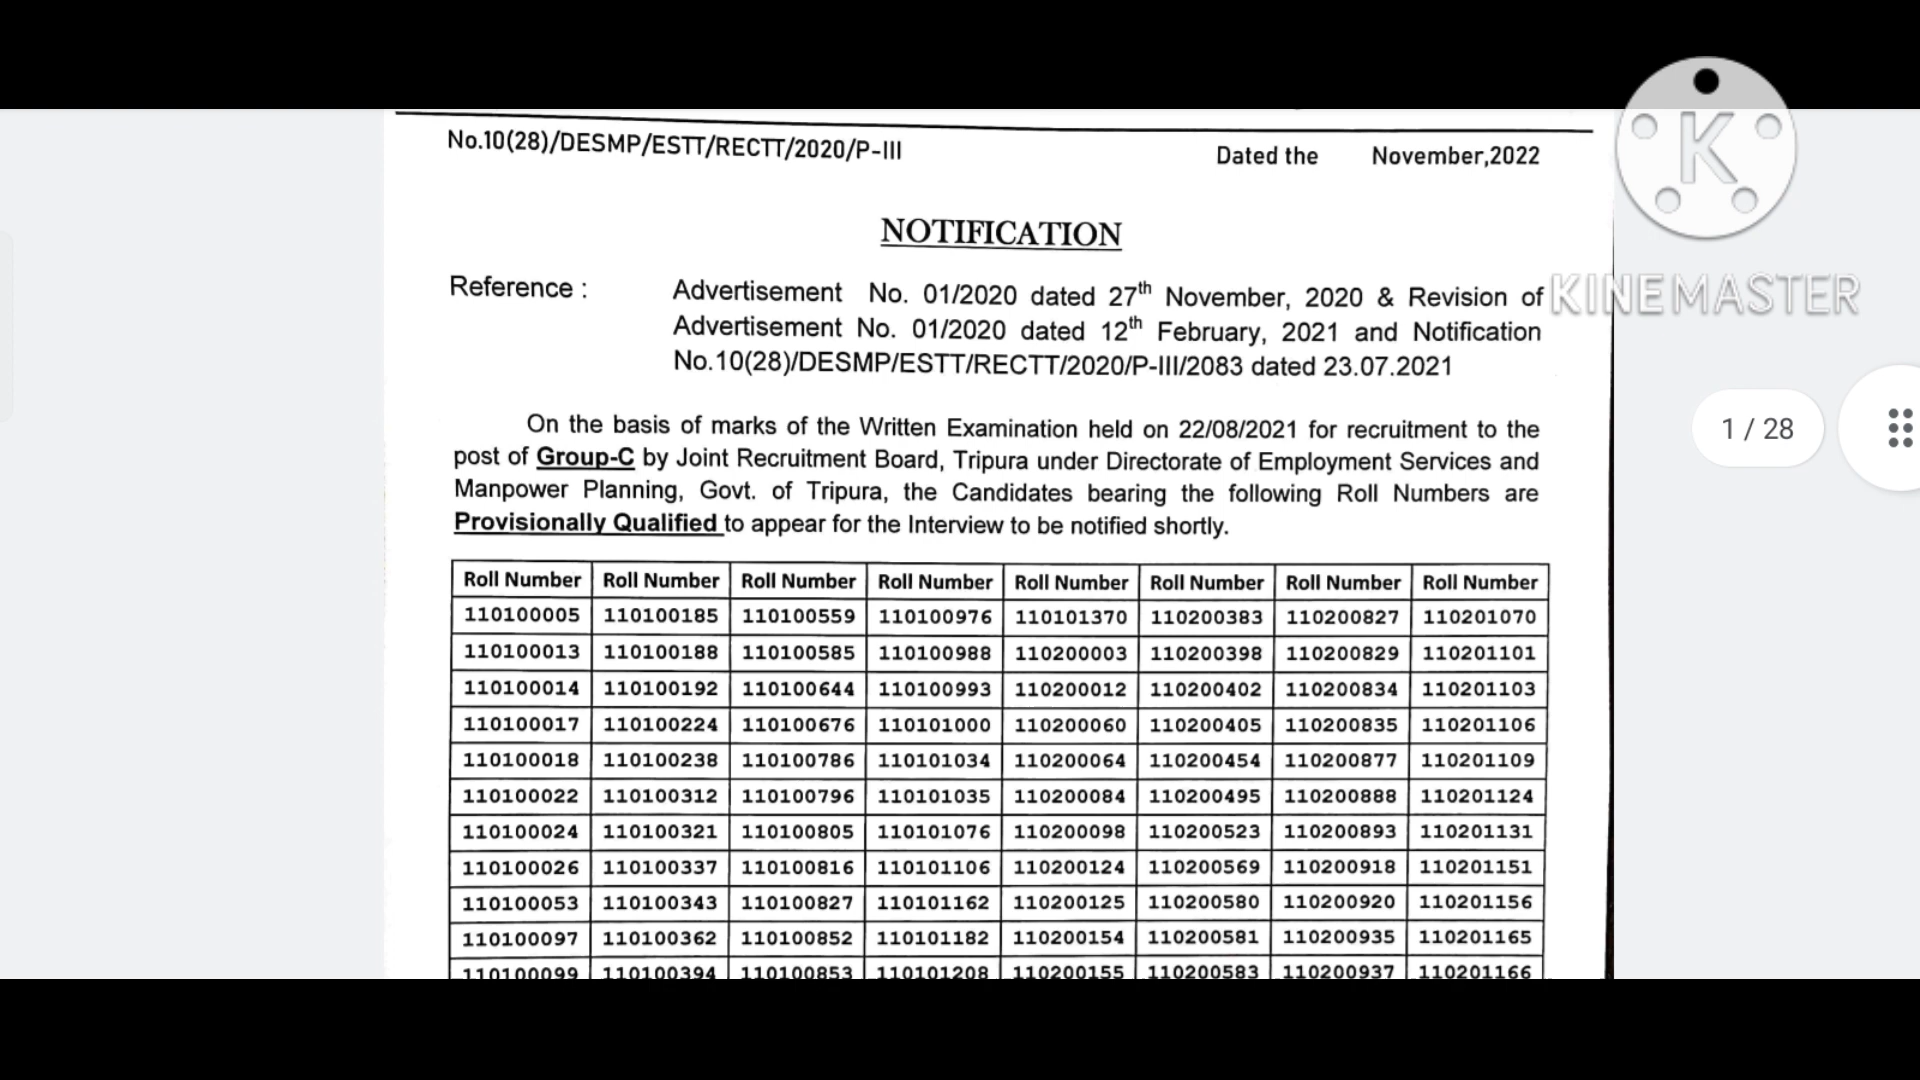 No.10(28)/DESMP/ESTT/RECTT/2020/P-III Dated the November,2022
K
KINEMASTER
NOTIFICATION
Reference : Advertisement No. 01/2020 dated 27th November, 2020 & Revision of
Advertisement No. 01/2020 dated 12th February, 2021 and Notification
No.10(28)/DESMP/ESTT/RECTT/2020/P-III/2083 dated 23.07.2021
1 / 28
On the basis of marks of the Written Examination held on 22/08/2021 for recruitment to the
post of Group-C by Joint Recruitment Board, Tripura under Directorate of Employment Services and
Manpower Planning, Govt. of Tripura, the Candidates bearing the following Roll Numbers are
Provisionally Qualified to appear for the Interview to be notified shortly.
Roll Number Roll Number Roll Number Roll Number Roll Number Roll Number Roll Number Roll Number
110100005 110100185 110100559 110100976 110101370 110200383 110200827 110201070
110100013 110100188 110100585 110100988 110200003 110200398 110200829 110201101
110100014 110100192 110100644 110100993 110200012 110200402 110200834 110201103
110100017 110100224 110100676 110101000 110200060 110200405 110200835 110201106
110100018 110100238 110100786 110101034 110200064 110200454 110200877 110201109
110100022 110100312 110100796 110101035 110200084 110200495 110200888 110201124
110100024 110100321 110100805 110101076 110200098 110200523 110200893 110201131
110100026 110100337 110100816 110101106 110200124 110200569 110200918 110201151
110100053 110100343 110100827 110101162 110200125 110200580 110200920 110201156
110100097 110100362 110100852 110101182 110200154 110200581 110200935 110201165
110100099 110100394 110100853 110101208 110200155 110200583 110200937 110201166